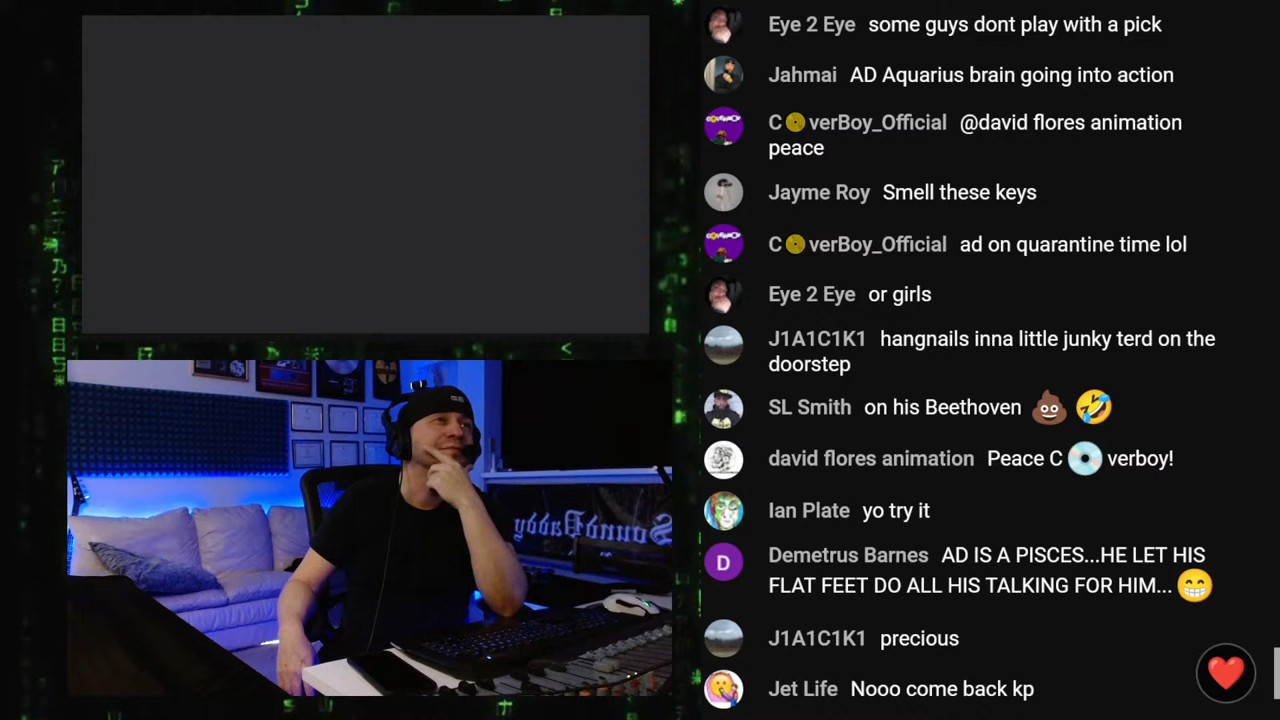 Eye 2 Eye some guys dont play with a pick
Jahmai AD Aquarius brain going into action
C verBoy_Official @david flores animation
peace
Jayme Roy Smell these keys
C verBoy_Official ad on quarantine time lol
Eye 2 Eye or girls
J1A1C1K1 hangnails inna little junky terd on the
doorstep
SL Smith on his Beethoven 💩 🤣
david flores animation Peace C 💿 verboy!
Ian Plate yo try it
D Demetrus Barnes AD IS A PISCES...HE LET HIS
FLAT FEET DO ALL HIS TALKING FOR HIM... 😁
J1A1C1K1 precious
Jet Life Nooo come back kp
SoundDaddy